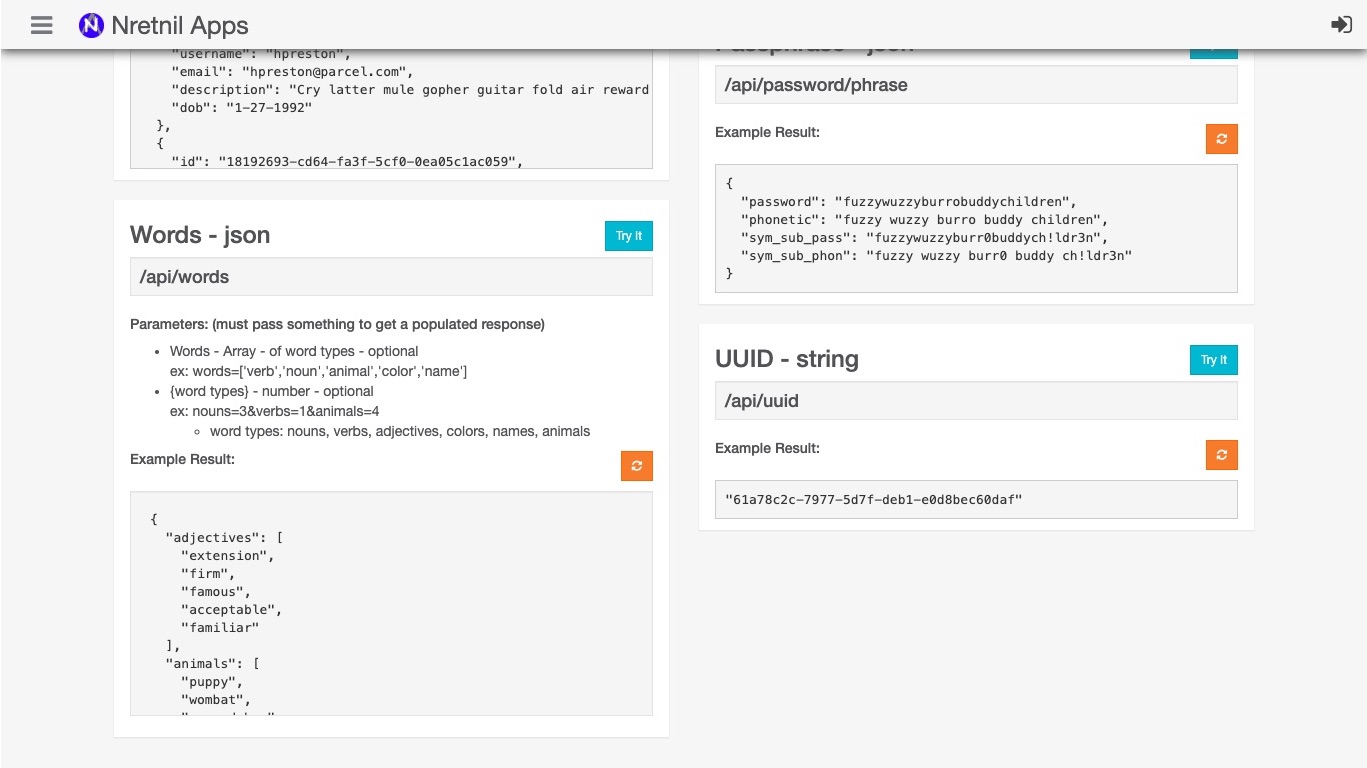 Nretnil Apps
"username": "hpreston",
"email": "hpreston@parcel.com",
"description": "Cry latter mule gopher guitar fold air reward
"dob": "1-27-1992"
},
{
"id": "18192693-cd64-fa3f-5cf0-0ea05c1ac059",
Words - json
Try It
/api/words
Parameters: (must pass something to get a populated response)
• Words - Array - of word types - optional
ex: words=['verb','noun','animal','color','name']
• {word types} - number - optional
ex: nouns=3&verbs=1&animals=4
◦ word types: nouns, verbs, adjectives, colors, names, animals
Example Result:
{
"adjectives": [
"extension",
"firm",
"famous",
"acceptable",
"familiar"
],
"animals": [
"puppy",
"wombat",
Passphrase - json
/api/password/phrase
Example Result:
{
"password": "fuzzywuzzyburrobuddychildren",
"phonetic": "fuzzy wuzzy burro buddy children",
"sym_sub_pass": "fuzzywuzzyburr0buddych!ldr3n",
"sym_sub_phon": "fuzzy wuzzy burr0 buddy ch!ldr3n"
}
UUID - string
Try It
/api/uuid
Example Result:
"61a78c2c-7977-5d7f-deb1-e0d8bec60daf"